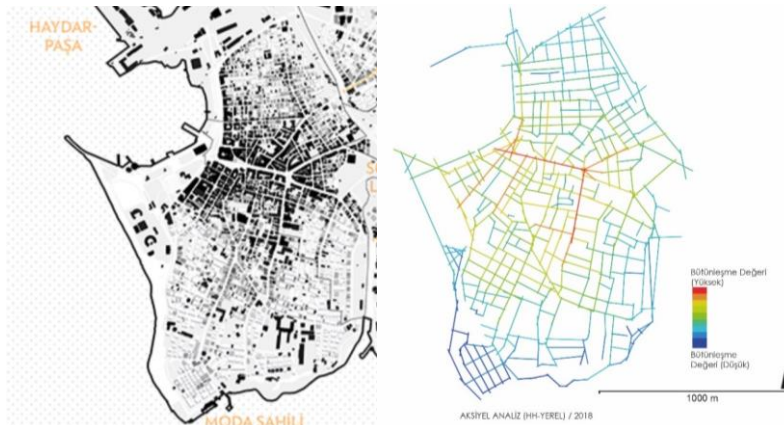 HAYDAR-
PAŞA
MODA SAHİLİ
Bütünleşme Değeri
(Yüksek)
Bütünleşme
Değeri (Düşük)
1000 m
AKSİYEL ANALİZ (HH-YEREL) / 2018